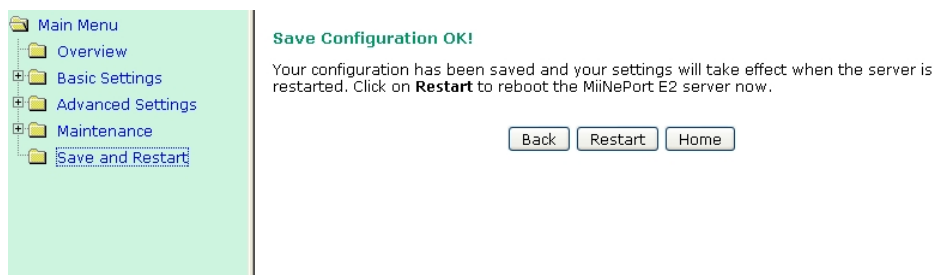 Main Menu
Overview
Basic Settings
Advanced Settings
Maintenance
Save and Restart
Save Configuration OK!
Your configuration has been saved and your settings will take effect when the server is
restarted. Click on Restart to reboot the MiiNePort E2 server now.
Back Restart Home